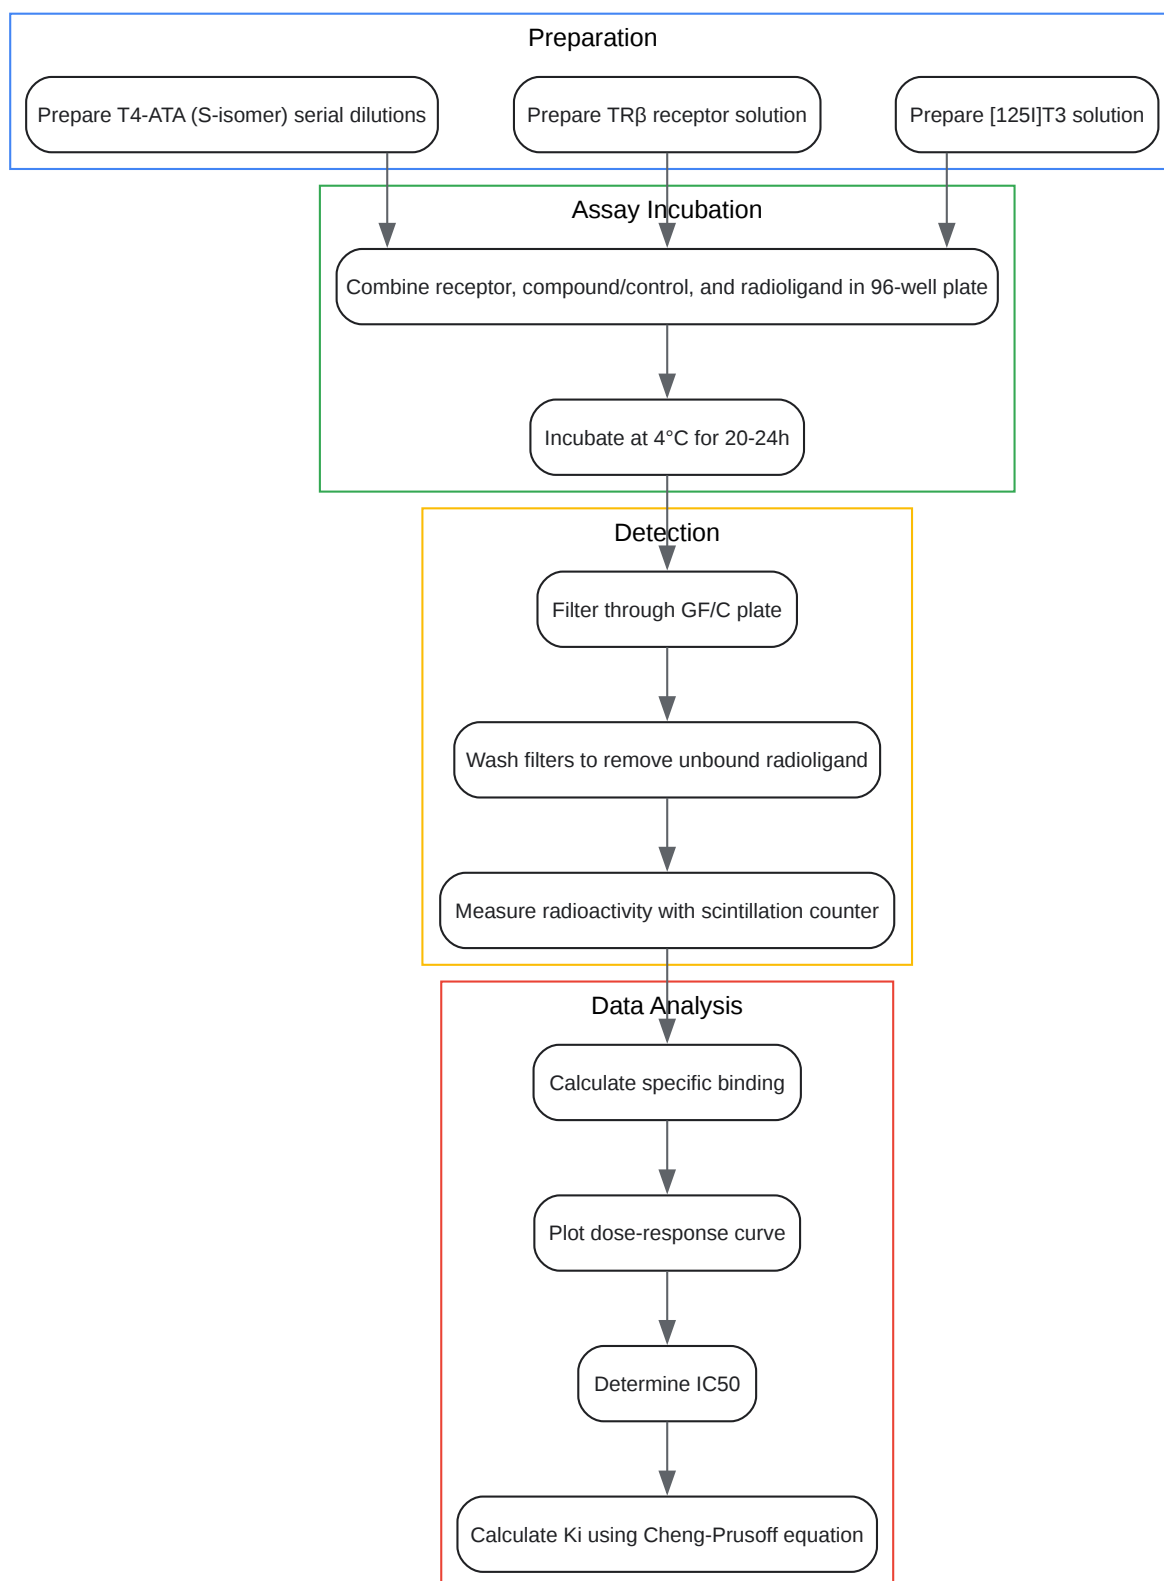 Preparation
Prepare T4-ATA (S-isomer) serial dilutions
Prepare TRβ receptor solution
Prepare [125I]T3 solution
Assay Incubation
Combine receptor, compound/control, and radioligand in 96-well plate
Incubate at 4°C for 20-24h
Detection
Filter through GF/C plate
Wash filters to remove unbound radioligand
Measure radioactivity with scintillation counter
Data Analysis
Calculate specific binding
Plot dose-response curve
Determine IC50
Calculate Ki using Cheng-Prusoff equation